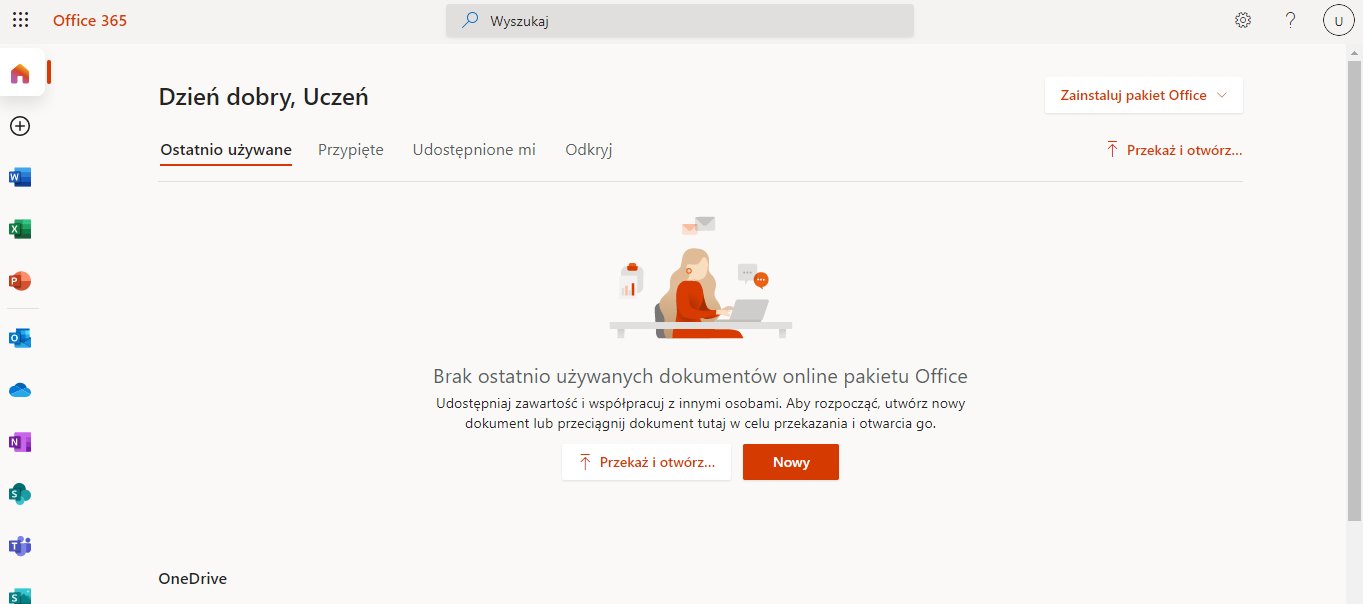 Office 365
Wyszukaj
?
U
Dzień dobry, Uczeń
Zainstaluj pakiet Office
Ostatnio używane Przypięte Udostępnione mi Odkryj
Przekaż i otwórz...
W
X
P
O
N
S
T
S
Brak ostatnio używanych dokumentów online pakietu Office
Udostępniaj zawartość i współpracuj z innymi osobami. Aby rozpocząć, utwórz nowy
dokument lub przeciągnij dokument tutaj w celu przekazania i otwarcia go.
Przekaż i otwórz...
Nowy
OneDrive